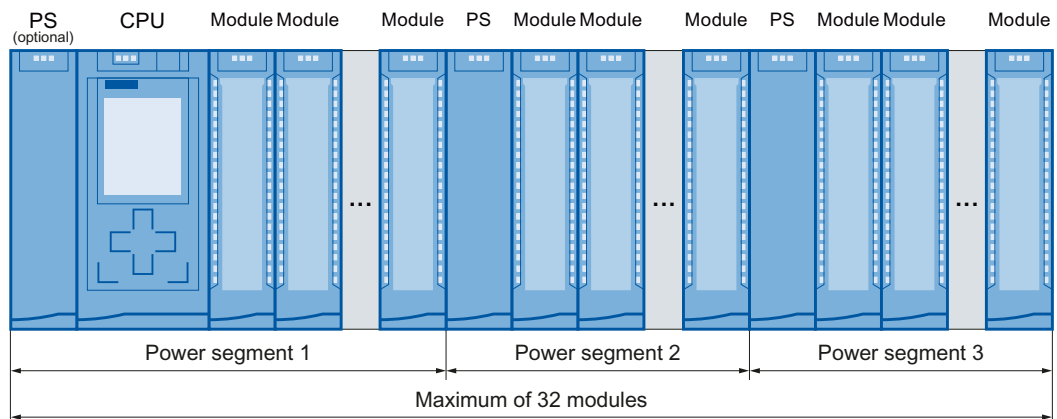 PS CPU Module Module Module PS Module Module Module PS Module Module Module
(optional)
... ... ...
Power segment 1 Power segment 2 Power segment 3
Maximum of 32 modules